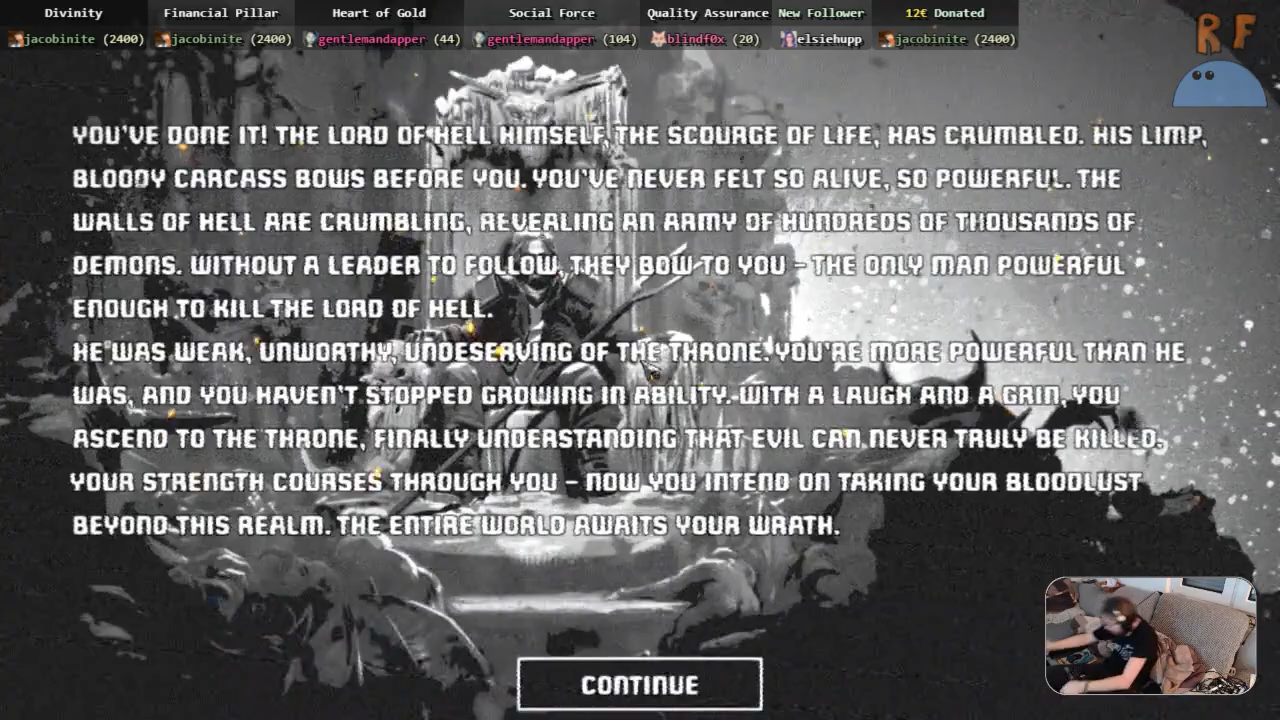 Divinity Financial Pillar Heart of Gold Social Force Quality Assurance New Follower 12€ Donated
jacobinite (2400) jacobinite (2400) gentlemandapper (44) gentlemandapper (104) blindf0x (20) elsiehupp jacobinite (2400)
RF
YOU'VE DONE IT! THE LORD OF HELL HIMSELF, THE SCOURGE OF LIFE, HAS CRUMBLED. HIS LIMP,
BLOODY CARCASS BOWS BEFORE YOU. YOU'VE NEVER FELT SO ALIVE, SO POWERFUL. THE
WALLS OF HELL ARE CRUMBLING, REVEALING AN ARMY OF HUNDREDS OF THOUSANDS OF
DEMONS. WITHOUT A LEADER TO FOLLOW, THEY BOW TO YOU - THE ONLY MAN POWERFUL
ENOUGH TO KILL THE LORD OF HELL.
HE WAS WEAK, UNWORTHY, UNDESERVING OF THE THRONE. YOU'RE MORE POWERFUL THAN HE
WAS, AND YOU HAVEN'T STOPPED GROWING IN ABILITY. WITH A LAUGH AND A GRIN, YOU
ASCEND TO THE THRONE, FINALLY UNDERSTANDING THAT EVIL CAN NEVER TRULY BE KILLED.
YOUR STRENGTH COURSES THROUGH YOU - NOW YOU INTEND ON TAKING YOUR BLOODLUST
BEYOND THIS REALM. THE ENTIRE WORLD AWAITS YOUR WRATH.
CONTINUE